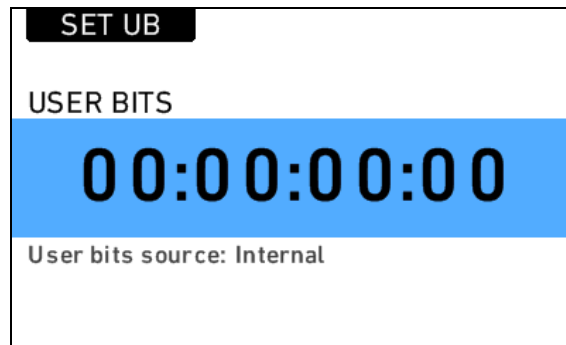 SET UB
USER BITS
00:00:00:00
User bits source: Internal